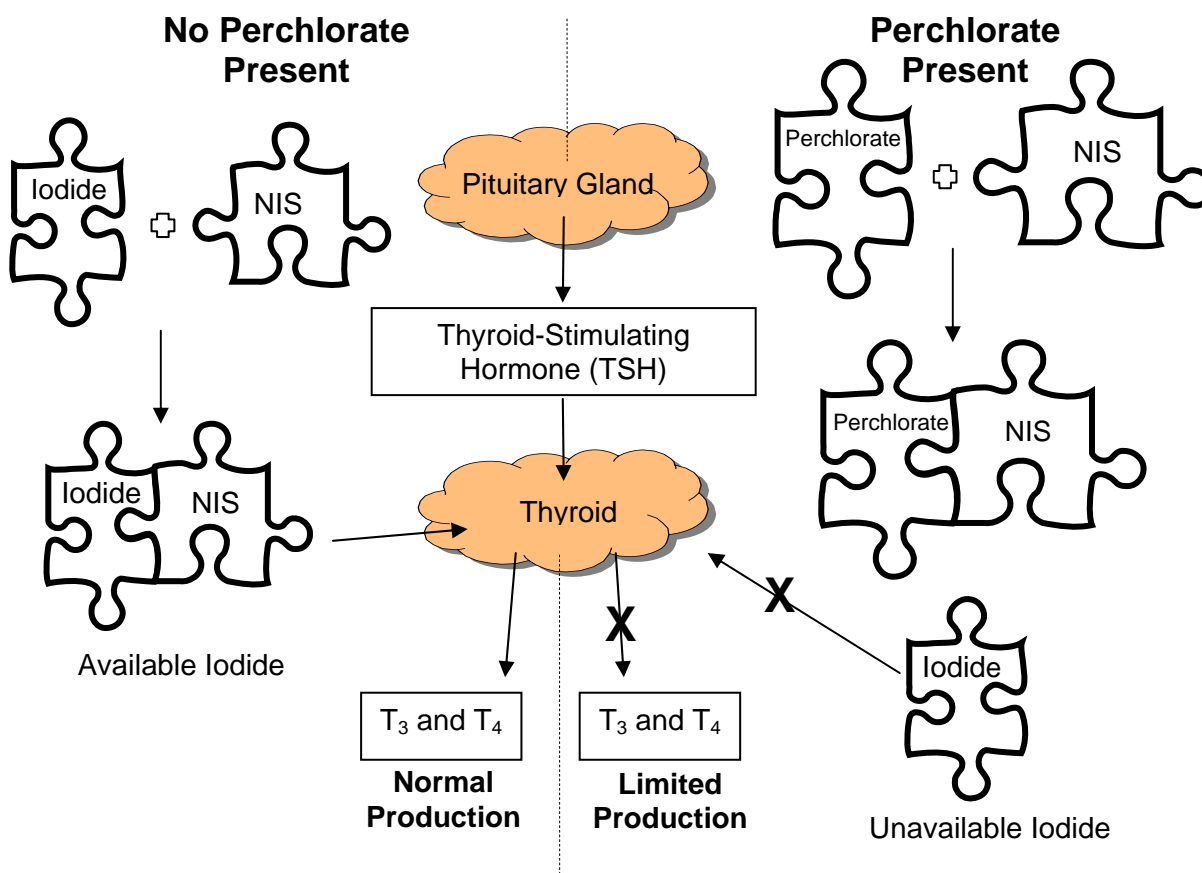 No Perchlorate
Present
Perchlorate
Present
Iodide
NIS
Pituitary Gland
Perchlorate
NIS
Thyroid-Stimulating
Hormone (TSH)
Iodide
NIS
Thyroid
Perchlorate
NIS
Available Iodide
X
X
Iodide
T₃ and T₄
T₃ and T₄
Normal
Production
Limited
Production
Unavailable Iodide